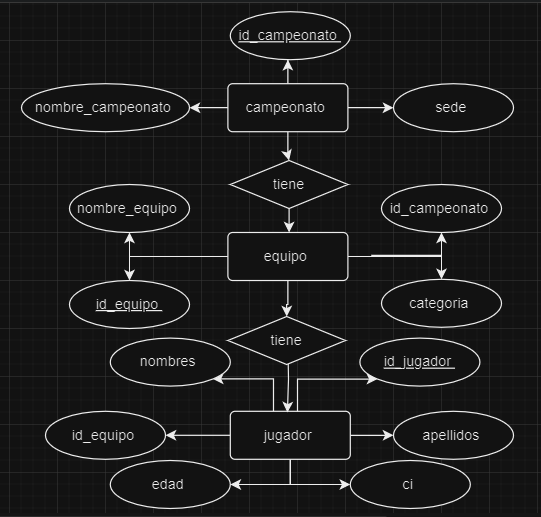 id_campeonato
nombre_campeonato
campeonato
sede
tiene
nombre_equipo
id_campeonato
equipo
id_equipo
categoria
tiene
nombres
id_jugador
id_equipo
jugador
apellidos
edad
ci